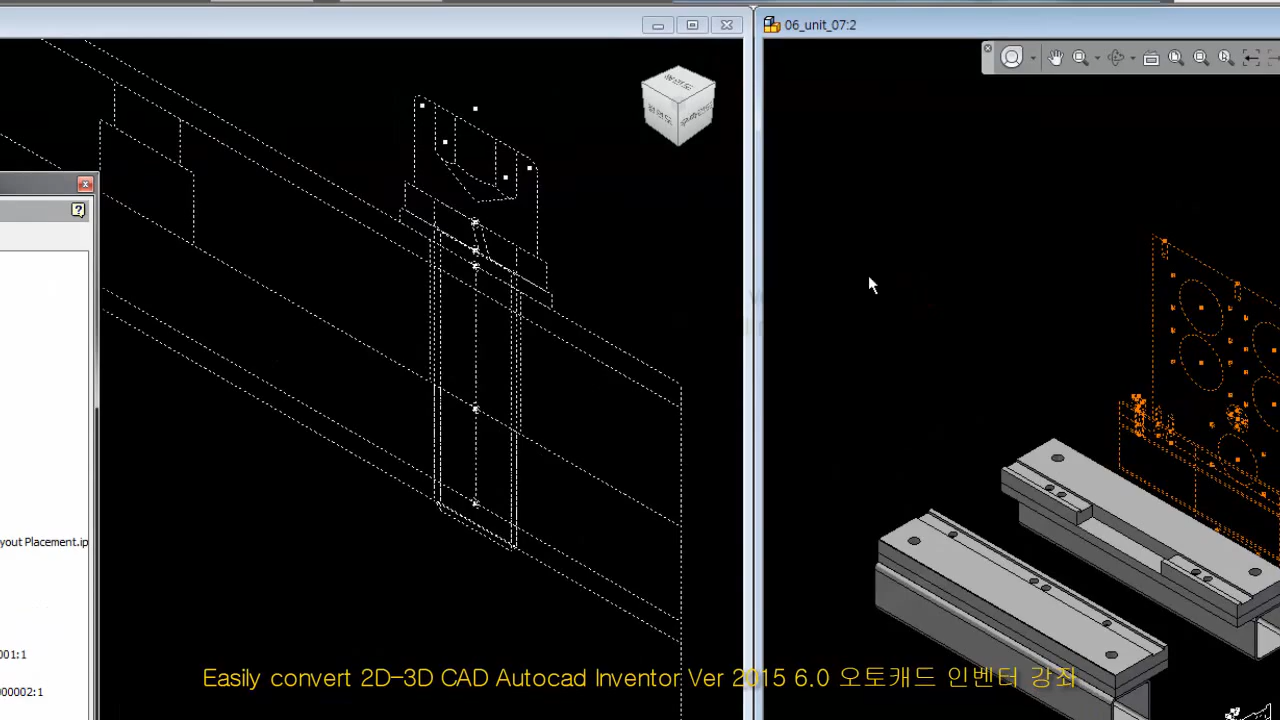 06_unit_07:2
yout Placement.ip
001:1
00002:1
Easily convert 2D-3D CAD Autocad Inventor Ver 2015 6.0 오토캐드 인벤터 강좌